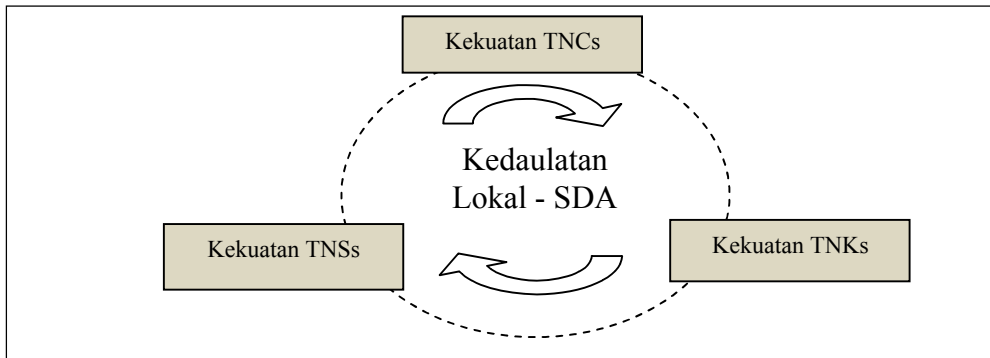 Kekuatan TNCs
Kedaulatan
Lokal - SDA
Kekuatan TNSs
Kekuatan TNKs